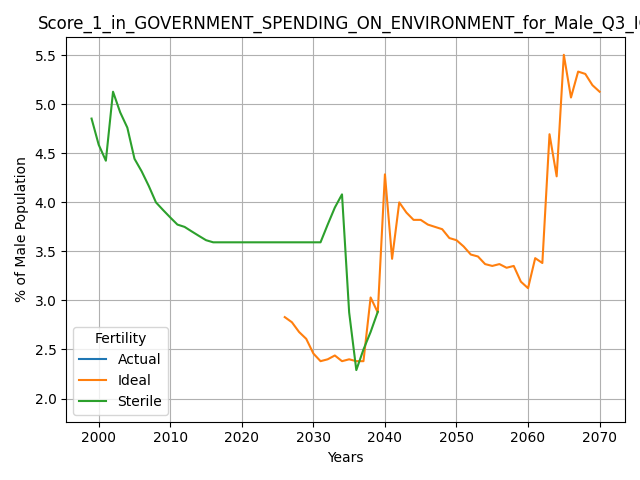 Score_1_in_GOVERNMENT_SPENDING_ON_ENVIRONMENT_for_Male_Q3_I
% of Male Population
5.5
5.0
4.5
4.0
3.5
3.0
2.5
2.0
Fertility
Actual
Ideal
Sterile
2000 2010 2020 2030 2040 2050 2060 2070
Years